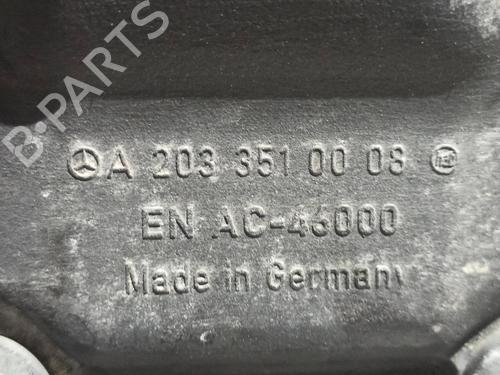 B-PARTS
A 203 351 00 08
EN AC-46000
Made in Germany